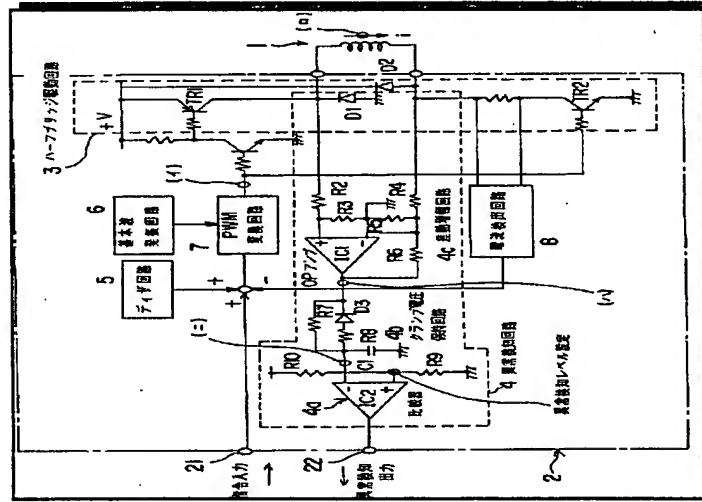 3 ハーフブリッジ駆動回路
+V
TR1
D1
D2
TR2
(ロ)
1
(イ)
6
基本波
発振回路
7
PWM
変換回路
5
ディザ回路
+
+
-
R2
R3
R4
R5
R6
+
-
IC1
OPアンプ
4c 差動増幅回路
電流検出回路
8
(ハ)
(ニ)
R7
D3
R8
C1
4b
クランプ電圧
保持回路
R10
R9
4a
-
+
IC2
比較器
4 異常検知回路
異常検知レベル設定
21
指令入力
22
異常検知
出力
2